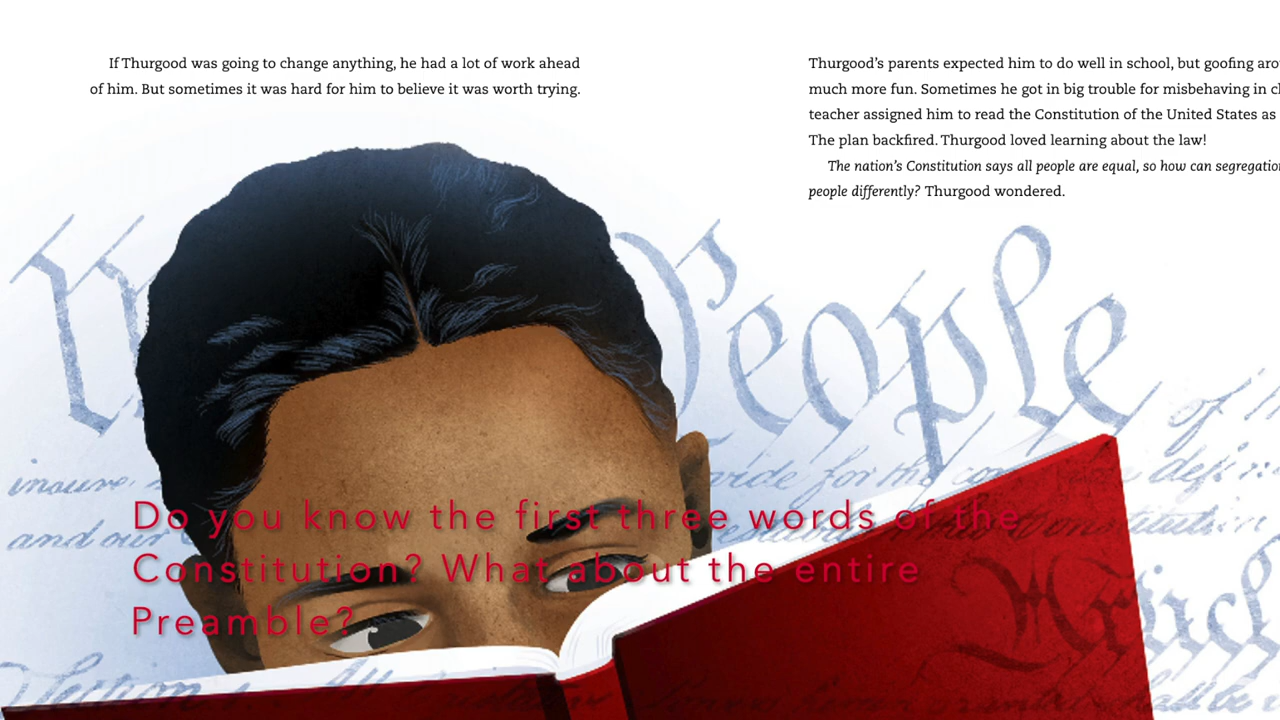 If Thurgood was going to change anything, he had a lot of work ahead
of him. But sometimes it was hard for him to believe it was worth trying.
Thurgood's parents expected him to do well in school, but goofing
much more fun. Sometimes he got in big trouble for misbehaving in
teacher assigned him to read the Constitution of the United States as
The plan backfired. Thurgood loved learning about the law!
The nation's Constitution says all people are equal, so how can
people differently? Thurgood wondered.
People
of
insure
and our
Do you know the first three words of the
Constitution? What about the entire
Preamble?